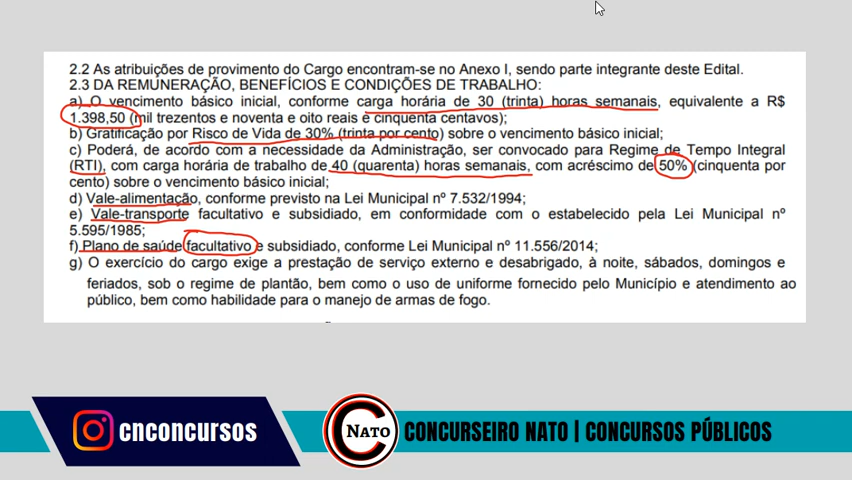 2.2 As atribuições de provimento do Cargo encontram-se no Anexo I, sendo parte integrante deste Edital.
2.3 DA REMUNERAÇÃO, BENEFÍCIOS E CONDIÇÕES DE TRABALHO:
a) O vencimento básico inicial, conforme carga horária de 30 (trinta) horas semanais, equivalente a R$
1.398,50 (mil trezentos e noventa e oito reais e cinquenta centavos);
b) Gratificação por Risco de Vida de 30% (trinta por cento) sobre o vencimento básico inicial;
c) Poderá, de acordo com a necessidade da Administração, ser convocado para Regime de Tempo Integral
(RTI), com carga horária de trabalho de 40 (quarenta) horas semanais, com acréscimo de 50% (cinquenta por
cento) sobre o vencimento básico inicial;
d) Vale-alimentação, conforme previsto na Lei Municipal nº 7.532/1994;
e) Vale-transporte facultativo e subsidiado, em conformidade com o estabelecido pela Lei Municipal nº
5.595/1985;
f) Plano de saúde facultativo e subsidiado, conforme Lei Municipal nº 11.556/2014;
g) O exercício do cargo exige a prestação de serviço externo e desabrigado, à noite, sábados, domingos e
feriados, sob o regime de plantão, bem como o uso de uniforme fornecido pelo Município e atendimento ao
público, bem como habilidade para o manejo de armas de fogo.
cnconcursos
C NATO
CONCURSEIRO NATO | CONCURSOS PÚBLICOS